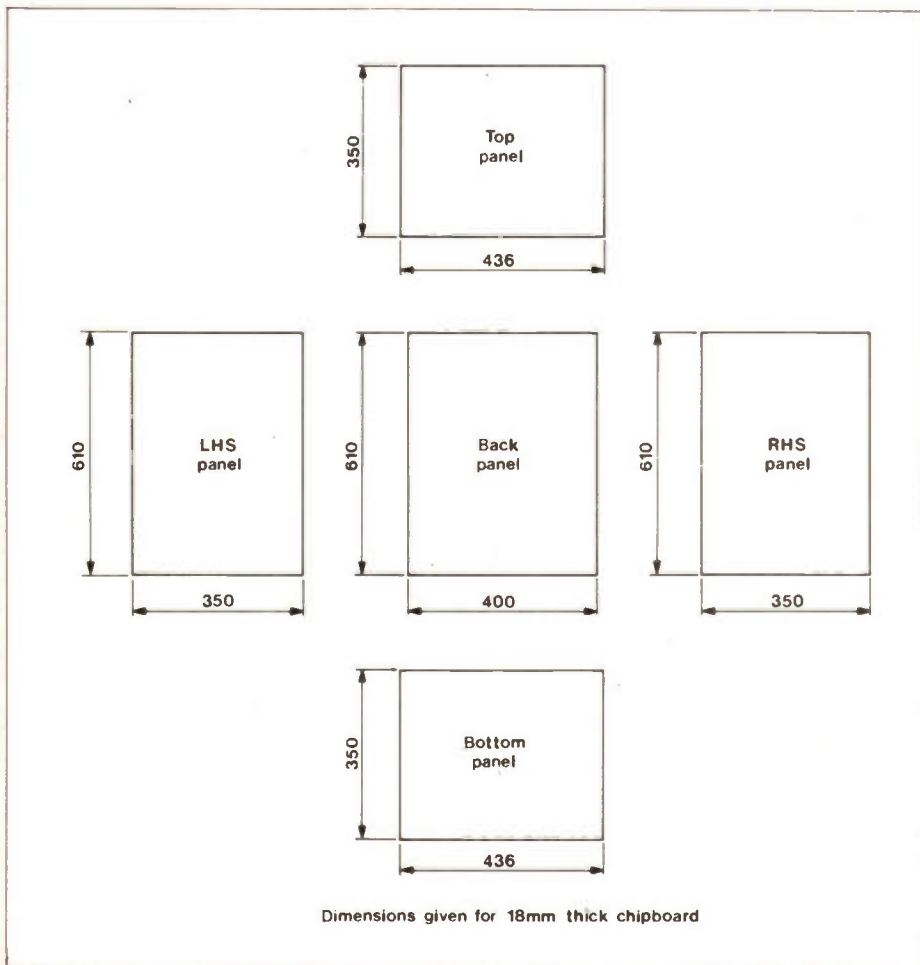 Top
panel
350
436
LHS
panel
610
350
Back
panel
610
400
RHS
panel
610
350
Bottom
panel
350
436
Dimensions given for 18mm thick chipboard